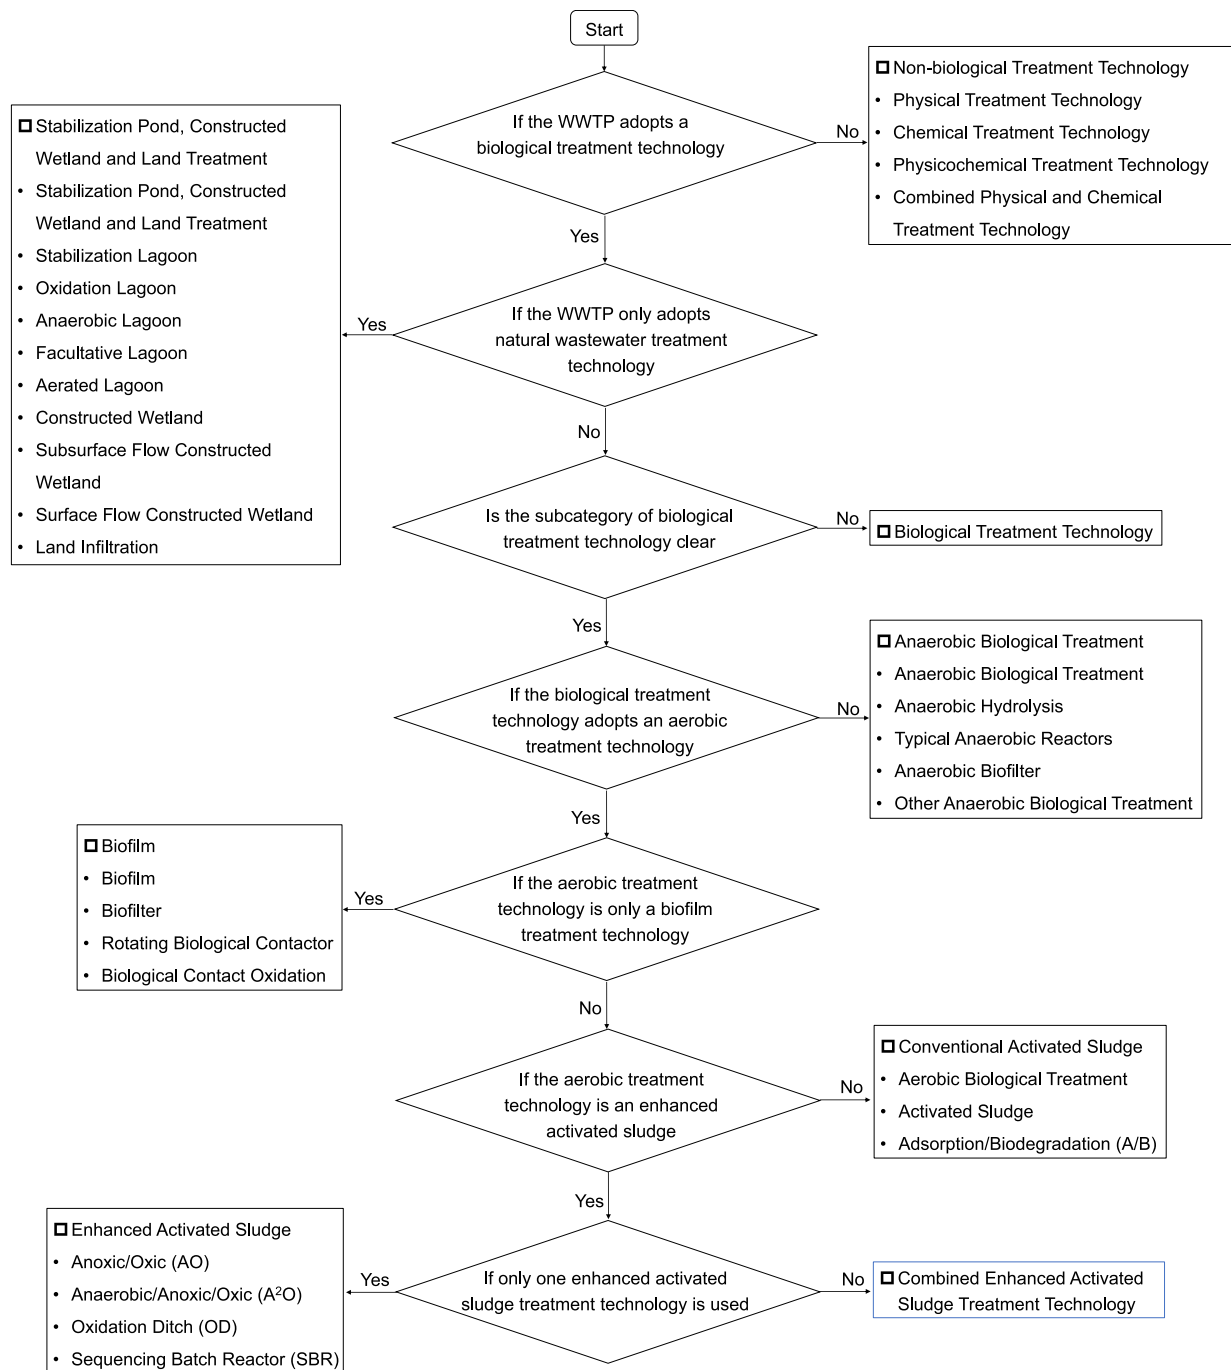 Start
If the WWTP adopts a
biological treatment technology
No
Non-biological Treatment Technology
• Physical Treatment Technology
• Chemical Treatment Technology
• Physicochemical Treatment Technology
• Combined Physical and Chemical
Treatment Technology
Yes
If the WWTP only adopts
natural wastewater treatment
technology
Yes
Stabilization Pond, Constructed
Wetland and Land Treatment
• Stabilization Pond, Constructed
Wetland and Land Treatment
• Stabilization Lagoon
• Oxidation Lagoon
• Anaerobic Lagoon
• Facultative Lagoon
• Aerated Lagoon
• Constructed Wetland
• Subsurface Flow Constructed
Wetland
• Surface Flow Constructed Wetland
• Land Infiltration
No
Is the subcategory of biological
treatment technology clear
No
Biological Treatment Technology
Yes
If the biological treatment
technology adopts an aerobic
treatment technology
No
Anaerobic Biological Treatment
• Anaerobic Biological Treatment
• Anaerobic Hydrolysis
• Typical Anaerobic Reactors
• Anaerobic Biofilter
• Other Anaerobic Biological Treatment
Yes
If the aerobic treatment
technology is only a biofilm
treatment technology
Yes
Biofilm
• Biofilm
• Biofilter
• Rotating Biological Contactor
• Biological Contact Oxidation
No
If the aerobic treatment
technology is an enhanced
activated sludge
No
Conventional Activated Sludge
• Aerobic Biological Treatment
• Activated Sludge
• Adsorption/Biodegradation (A/B)
Yes
If only one enhanced activated
sludge treatment technology is used
Yes
Enhanced Activated Sludge
• Anoxic/Oxic (AO)
• Anaerobic/Anoxic/Oxic (A²O)
• Oxidation Ditch (OD)
• Sequencing Batch Reactor (SBR)
No
Combined Enhanced Activated
Sludge Treatment Technology